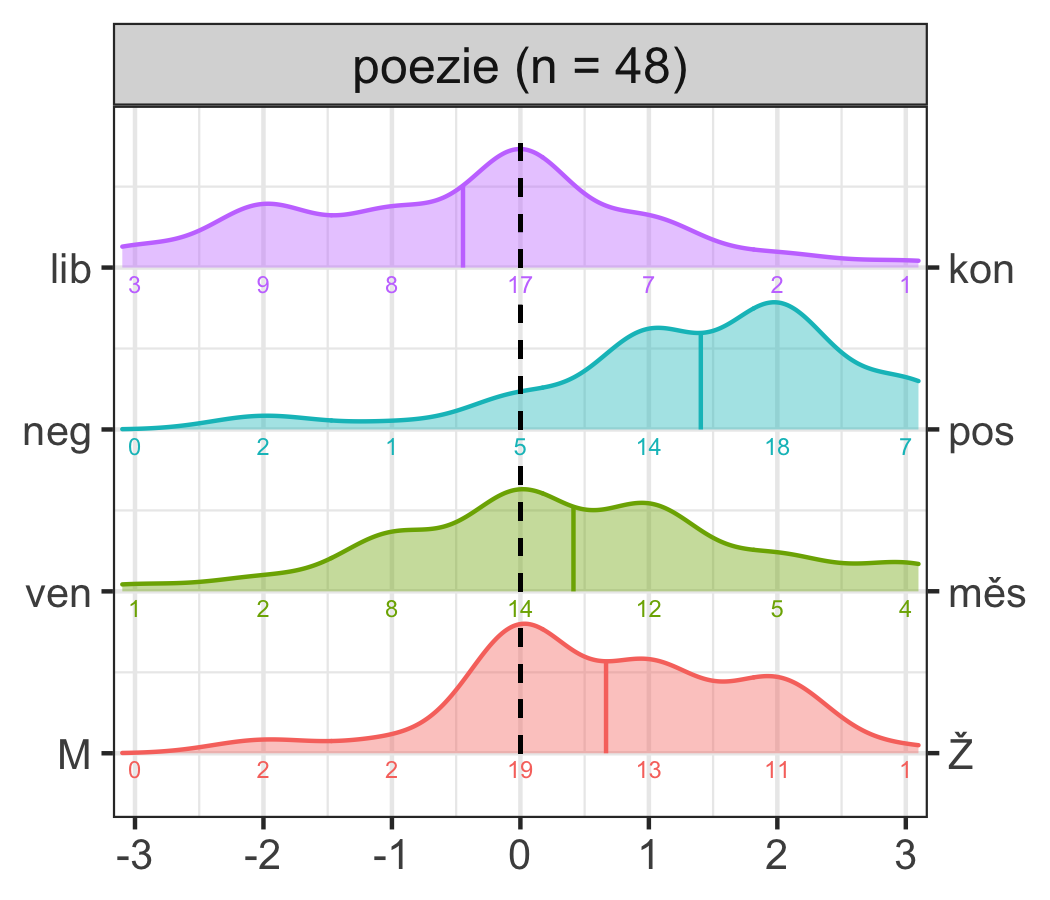 poezie (n = 48)
lib kon
3 9 8 17 7 2 1
neg pos
0 2 1 5 14 18 7
ven měs
1 2 8 14 12 5 4
M Ž
0 2 2 19 13 11 1
-3 -2 -1 0 1 2 3